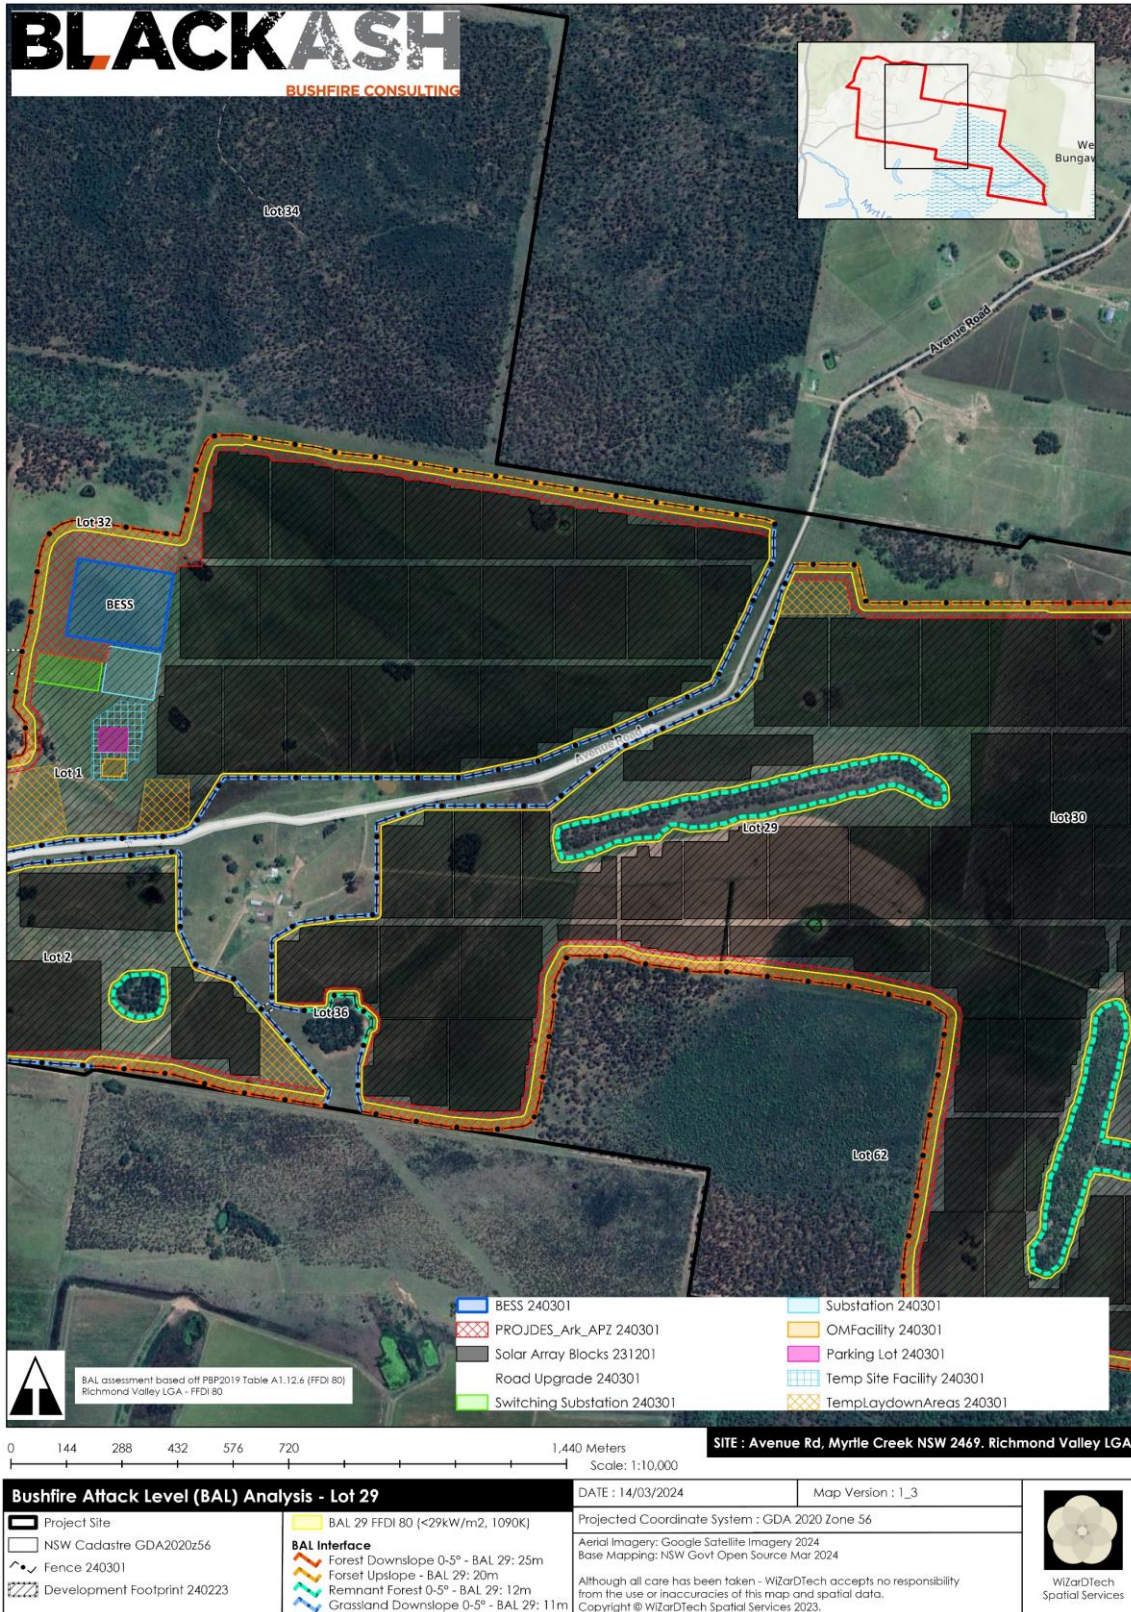 BLACKASH
BUSHFIRE CONSULTING
We
Bungaw
Myrtl
Lot 34
Avenue Road
Lot 32
BESS
Avenue Road
Lot 1
Lot 29
Lot 30
Lot 2
Lot 36
Lot 62
BESS 240301
PROJDES_Ark_APZ 240301
Solar Array Blocks 231201
Road Upgrade 240301
Switching Substation 240301
Substation 240301
OMFacility 240301
Parking Lot 240301
Temp Site Facility 240301
TempLaydownAreas 240301
BAL assessment based off PBP2019 Table A1.12.6 (FFDI 80)
Richmond Valley LGA - FFDI 80
0 144 288 432 576 720 1,440 Meters
Scale: 1:10,000
SITE : Avenue Rd, Myrtle Creek NSW 2469. Richmond Valley LGA
Bushfire Attack Level (BAL) Analysis - Lot 29
Project Site
NSW Cadastre GDA2020z56
Fence 240301
Development Footprint 240223
BAL 29 FFDI 80 (<29kW/m2, 1090K)
BAL Interface
Forest Downslope 0-5° - BAL 29: 25m
Forset Upslope - BAL 29: 20m
Remnant Forest 0-5° - BAL 29: 12m
Grassland Downslope 0-5° - BAL 29: 11m
DATE : 14/03/2024
Map Version : 1_3
Projected Coordinate System : GDA 2020 Zone 56
Aerial Imagery: Google Satellite Imagery 2024
Base Mapping: NSW Govt Open Source Mar 2024
Although all care has been taken - WiZarDTech accepts no responsibility
from the use or inaccuracies of this map and spatial data.
Copyright © WiZarDTech Spatial Services 2023.
WiZarDTech
Spatial Services